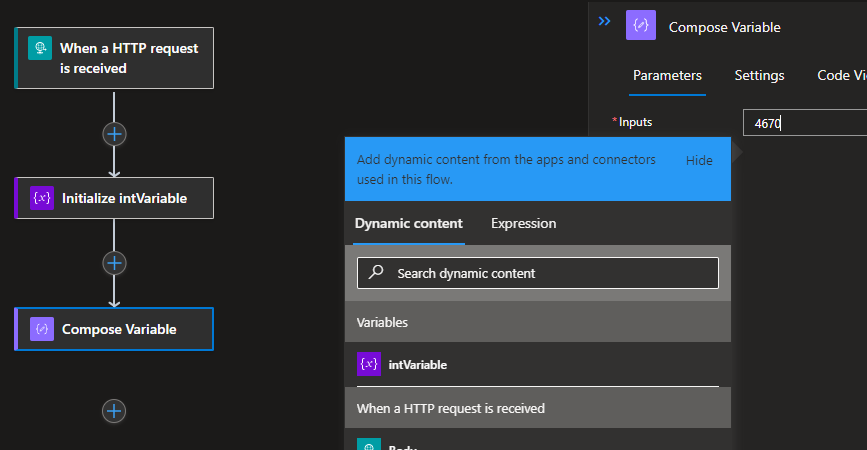 When a HTTP request
is received
Initialize intVariable
Compose Variable
Compose Variable
Parameters Settings Code Vi
*Inputs
4670
Add dynamic content from the apps and connectors
used in this flow.
Hide
Dynamic content Expression
Search dynamic content
Variables
{x} intVariable
When a HTTP request is received
Body